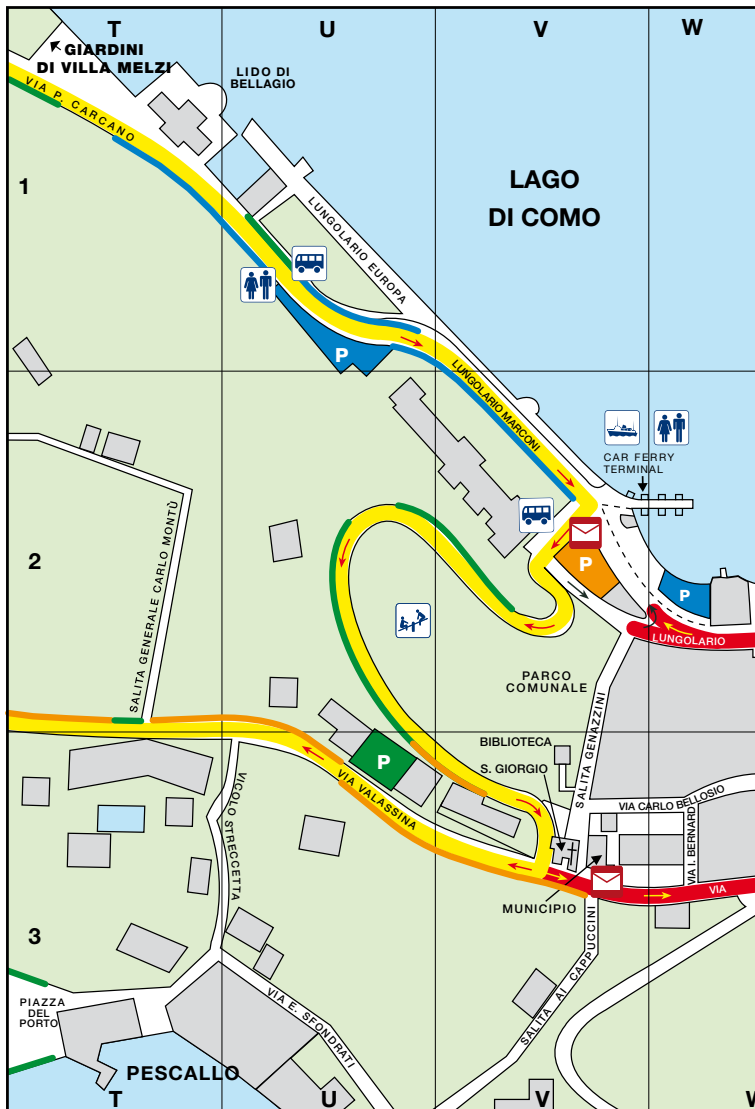 T
U
V
W
GIARDINI
DI VILLA MELZI
LIDO DI
BELLAGIO
VIA P. CARCANO
1
LAGO
DI COMO
LUNGOLARIO EUROPA
P
LUNGOLARIO MARCONI
CAR FERRY
TERMINAL
SALITA GENERALE CARLO MONTÙ
2
P
P
LUNGOLARIO
PARCO
COMUNALE
SALITA GENAZZINI
BIBLIOTECA
S. GIORGIO
P
VIA VALASSINA
VICOLO STRECCETTA
VIA CARLO BELLOSIO
VIA I. BERNARD
VIA
MUNICIPIO
3
SALITA AI CAPPUCCINI
PIAZZA
DEL
PORTO
VIA E. SFONDRATI
PESCALLO
T
U
V
W